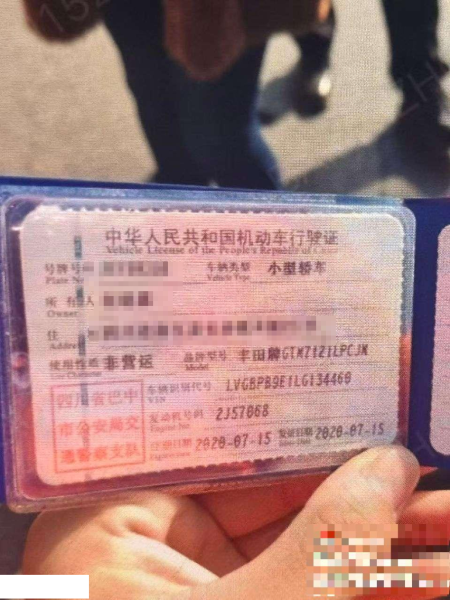 中华人民共和国机动车行驶证
Vehicle License of the People's Republic of China
号牌号码 车辆类型 小型轿车
Plate No. Vehicle Type
所有人
Owner
住
使用性质 非营运 品牌型号 丰田牌GTM7121LPCJM
Model
车辆识别代号 LVGBPB9E1LG134460
VIN
发动机号码 2J57068
Engine No.
注册日期 2020-07-15 发证日期 2020-07-15
四川省巴中
市公安局交
通警察支队